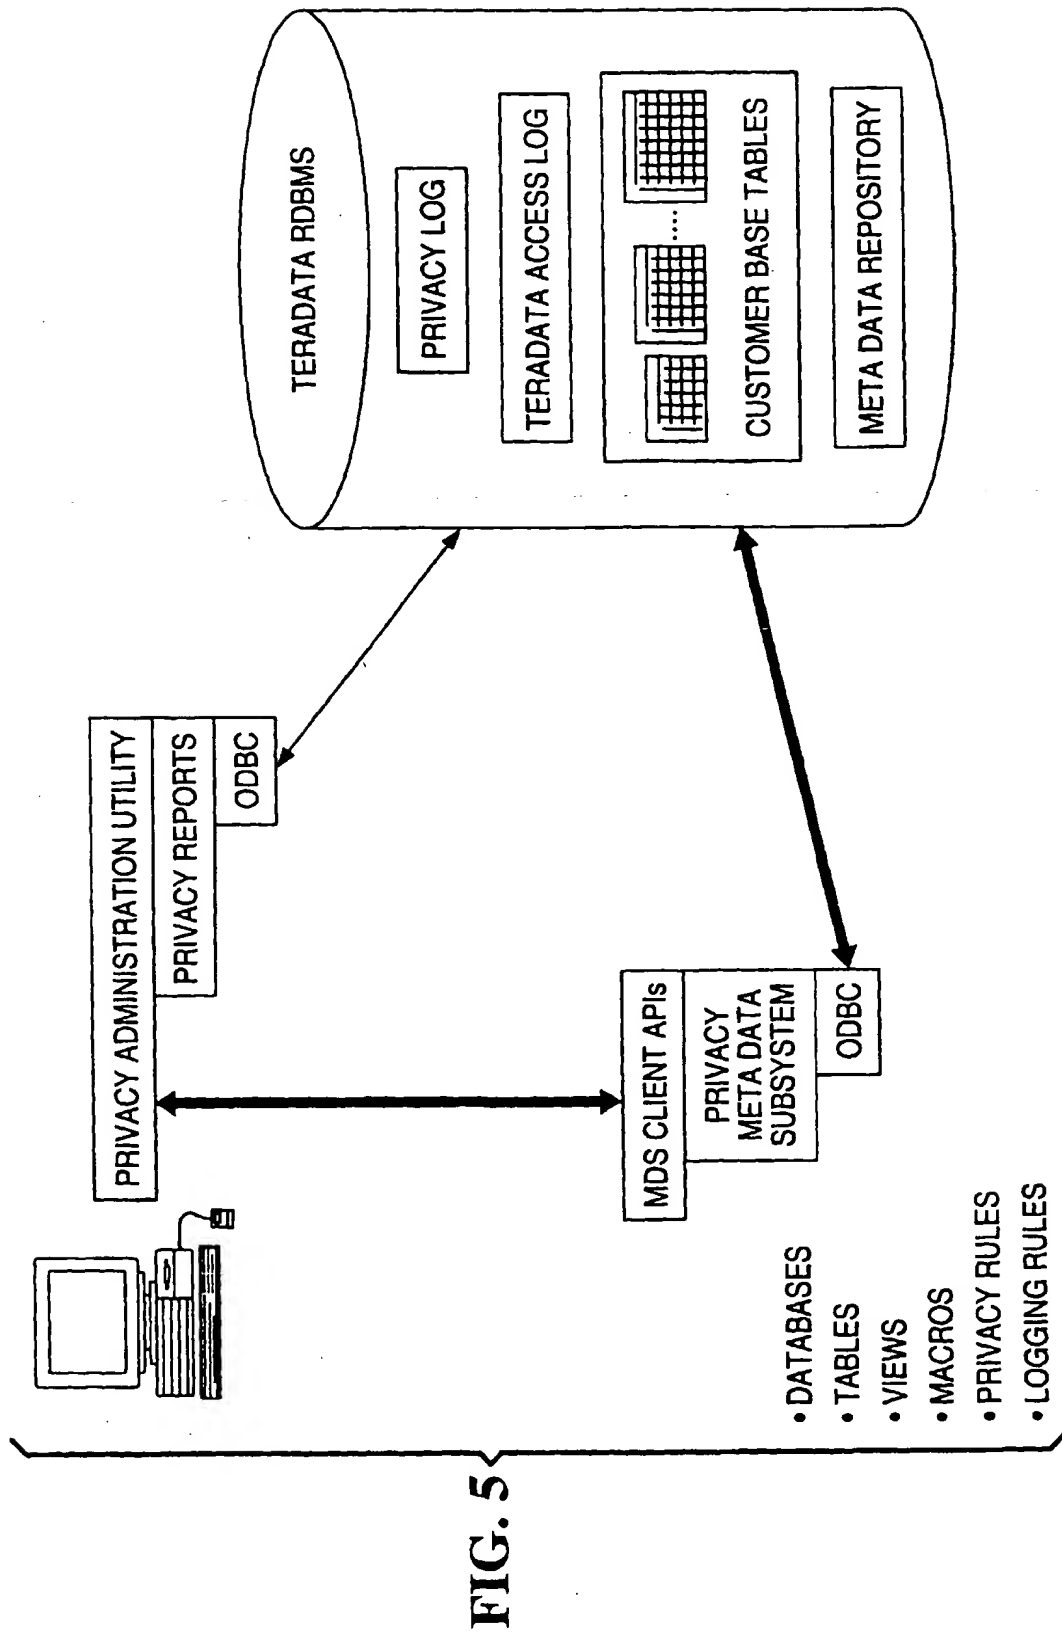 PRIVACY ADMINISTRATION UTILITY
PRIVACY REPORTS
ODBC
TERADATA RDBMS
PRIVACY LOG
TERADATA ACCESS LOG
.....
CUSTOMER BASE TABLES
META DATA REPOSITORY
MDS CLIENT APIs
PRIVACY
META DATA
SUBSYSTEM
ODBC
• DATABASES
• TABLES
• VIEWS
• MACROS
• PRIVACY RULES
• LOGGING RULES
FIG. 5